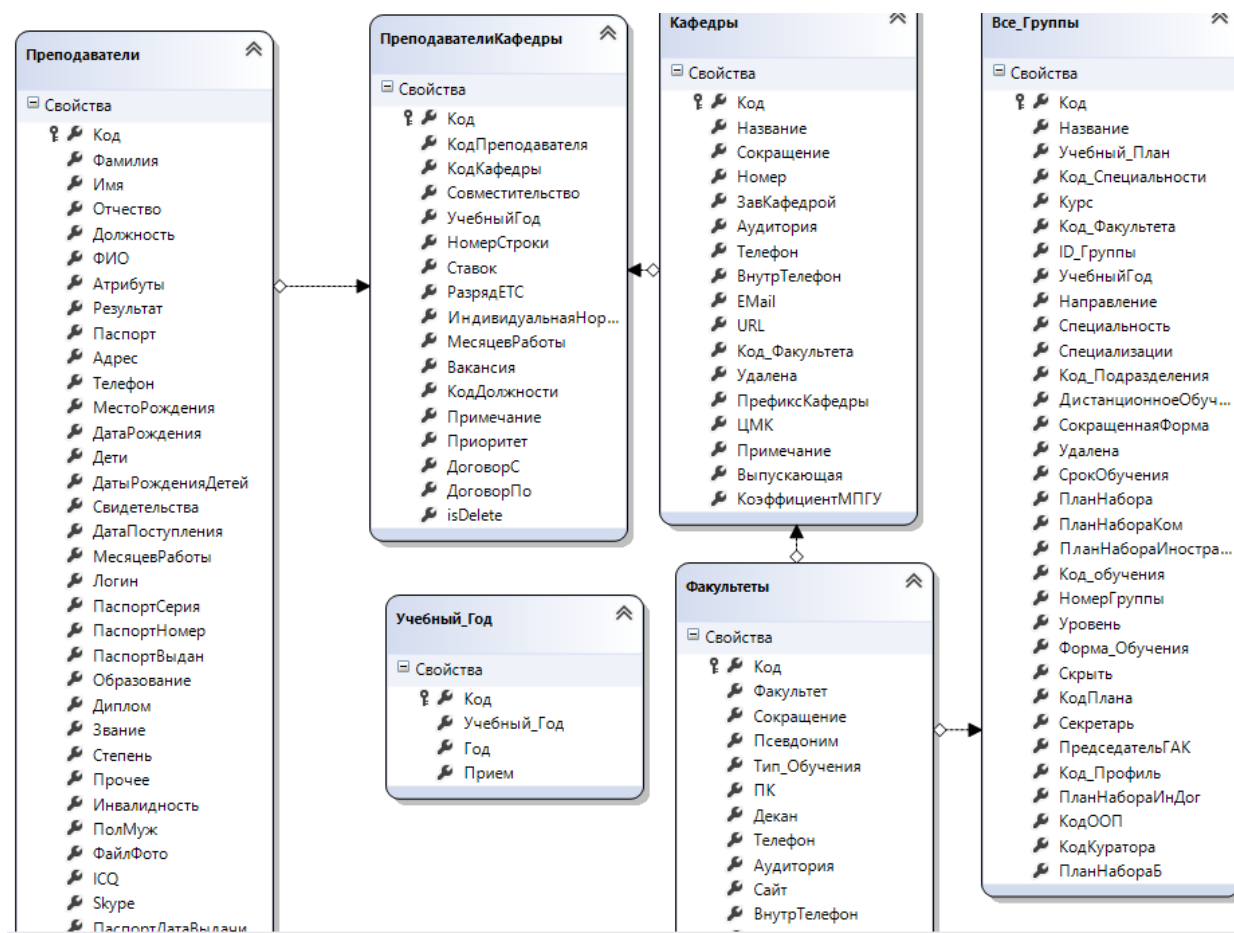 Преподаватели
Свойства
Код
Фамилия
Имя
Отчество
Должность
ФИО
Атрибуты
Результат
Паспорт
Адрес
Телефон
МестоРождения
ДатаРождения
Дети
ДатыРожденияДетей
Свидетельства
ДатаПоступления
МесяцевРаботы
Логин
ПаспортСерия
ПаспортНомер
ПаспортВыдан
Образование
Диплом
Звание
Степень
Прочее
Инвалидность
ПолМуж
ФайлФото
ICQ
Skype
ПаспортДатаВыдачи
ПреподавателиКафедры
Свойства
Код
КодПреподавателя
КодКафедры
Совместительство
УчебныйГод
НомерСтроки
Ставок
РазрядЕТС
ИндивидуальнаяНор...
МесяцевРаботы
Вакансия
КодДолжности
Примечание
Приоритет
ДоговорС
ДоговорПо
isDelete
Учебный_Год
Свойства
Код
Учебный_Год
Год
Прием
Кафедры
Свойства
Код
Название
Сокращение
Номер
ЗавКафедрой
Аудитория
Телефон
ВнутрТелефон
EMail
URL
Код_Факультета
Удалена
ПрефиксКафедры
ЦМК
Примечание
Выпускающая
КоэффициентМПГУ
Факультеты
Свойства
Код
Факультет
Сокращение
Псевдоним
Тип_Обучения
ПК
Декан
Телефон
Аудитория
Сайт
ВнутрТелефон
Все_Группы
Свойства
Код
Название
Учебный_План
Код_Специальности
Курс
Код_Факультета
ID_Группы
УчебныйГод
Направление
Специальность
Специализации
Код_Подразделения
ДистанционноеОбуч...
СокращеннаяФорма
Удалена
СрокОбучения
ПланНабора
ПланНабораКом
ПланНабораИностра...
Код_обучения
НомерГруппы
Уровень
Форма_Обучения
Скрыть
КодПлана
Секретарь
ПредседательГАК
Код_Профиль
ПланНабораИнДог
КодООП
КодКуратора
ПланНабораБ